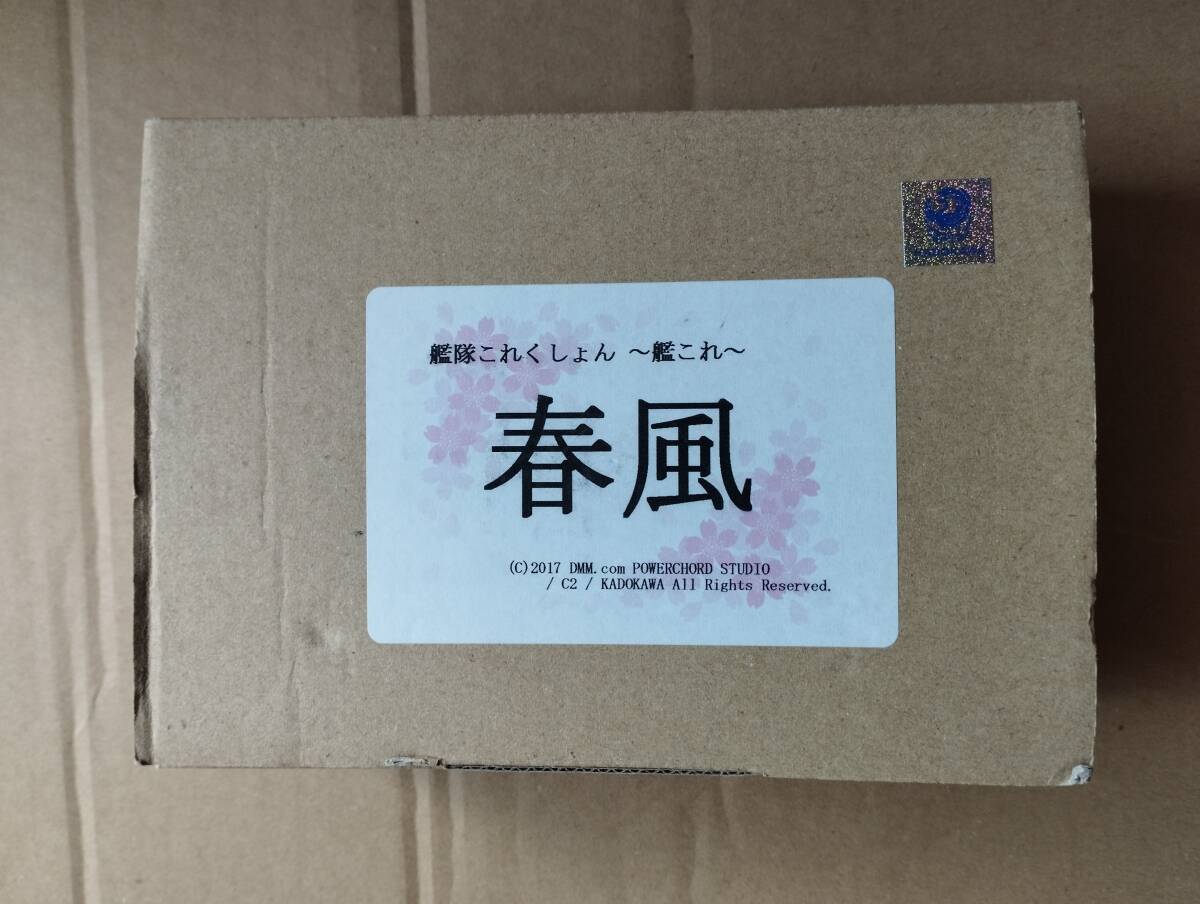 艦隊これくしょん ～艦これ～
春風
(C)2017 DMM.com POWERCHORD STUDIO
/ C2 / KADOKAWA All Rights Reserved.